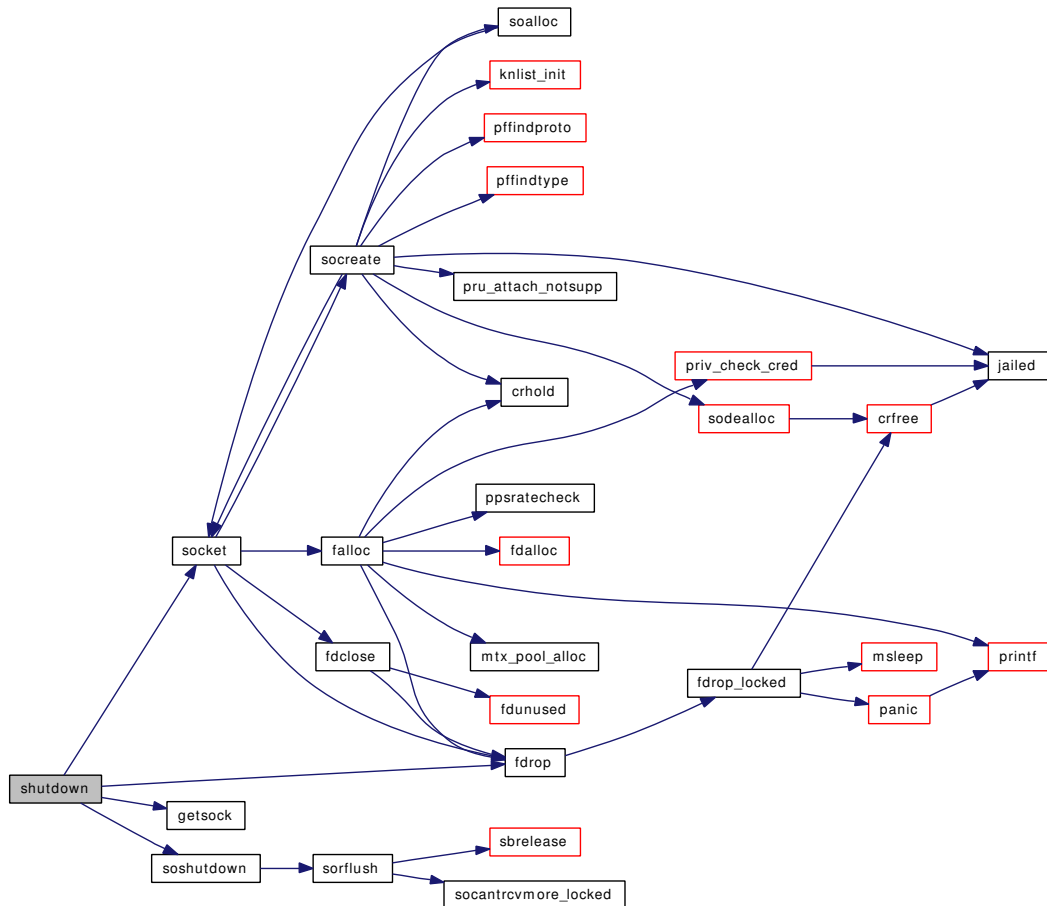 soalloc
knlist_init
pffindproto
pffindtype
socreate
pru_attach_notsupp
jailed
priv_check_cred
crhold
sodealloc
crfree
ppsratecheck
socket
falloc
fdalloc
fdclose
mtx_pool_alloc
msleep
printf
fdrop_locked
fdunused
panic
fdrop
shutdown
getsock
sbrelease
soshutdown
sorflush
socantrcvmore_locked